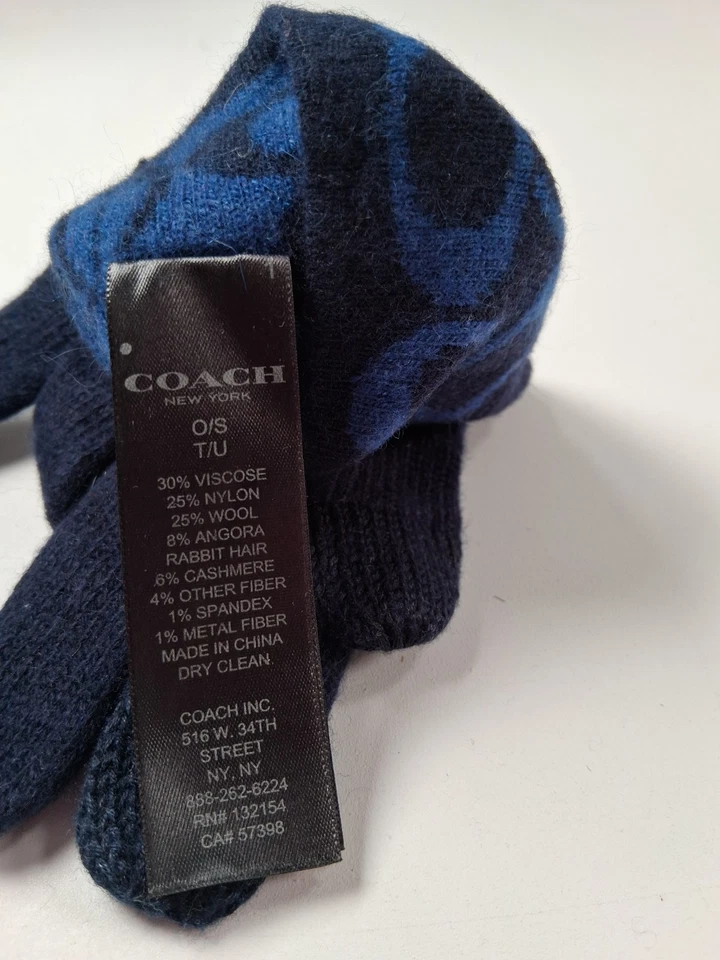 COACH
NEW YORK
O/S
T/U
30% VISCOSE
25% NYLON
25% WOOL
8% ANGORA
RABBIT HAIR
6% CASHMERE
4% OTHER FIBER
1% SPANDEX
1% METAL FIBER
MADE IN CHINA
DRY CLEAN
COACH INC.
516 W. 34TH
STREET
NY, NY
888-262-6224
RN# 132154
CA# 57398